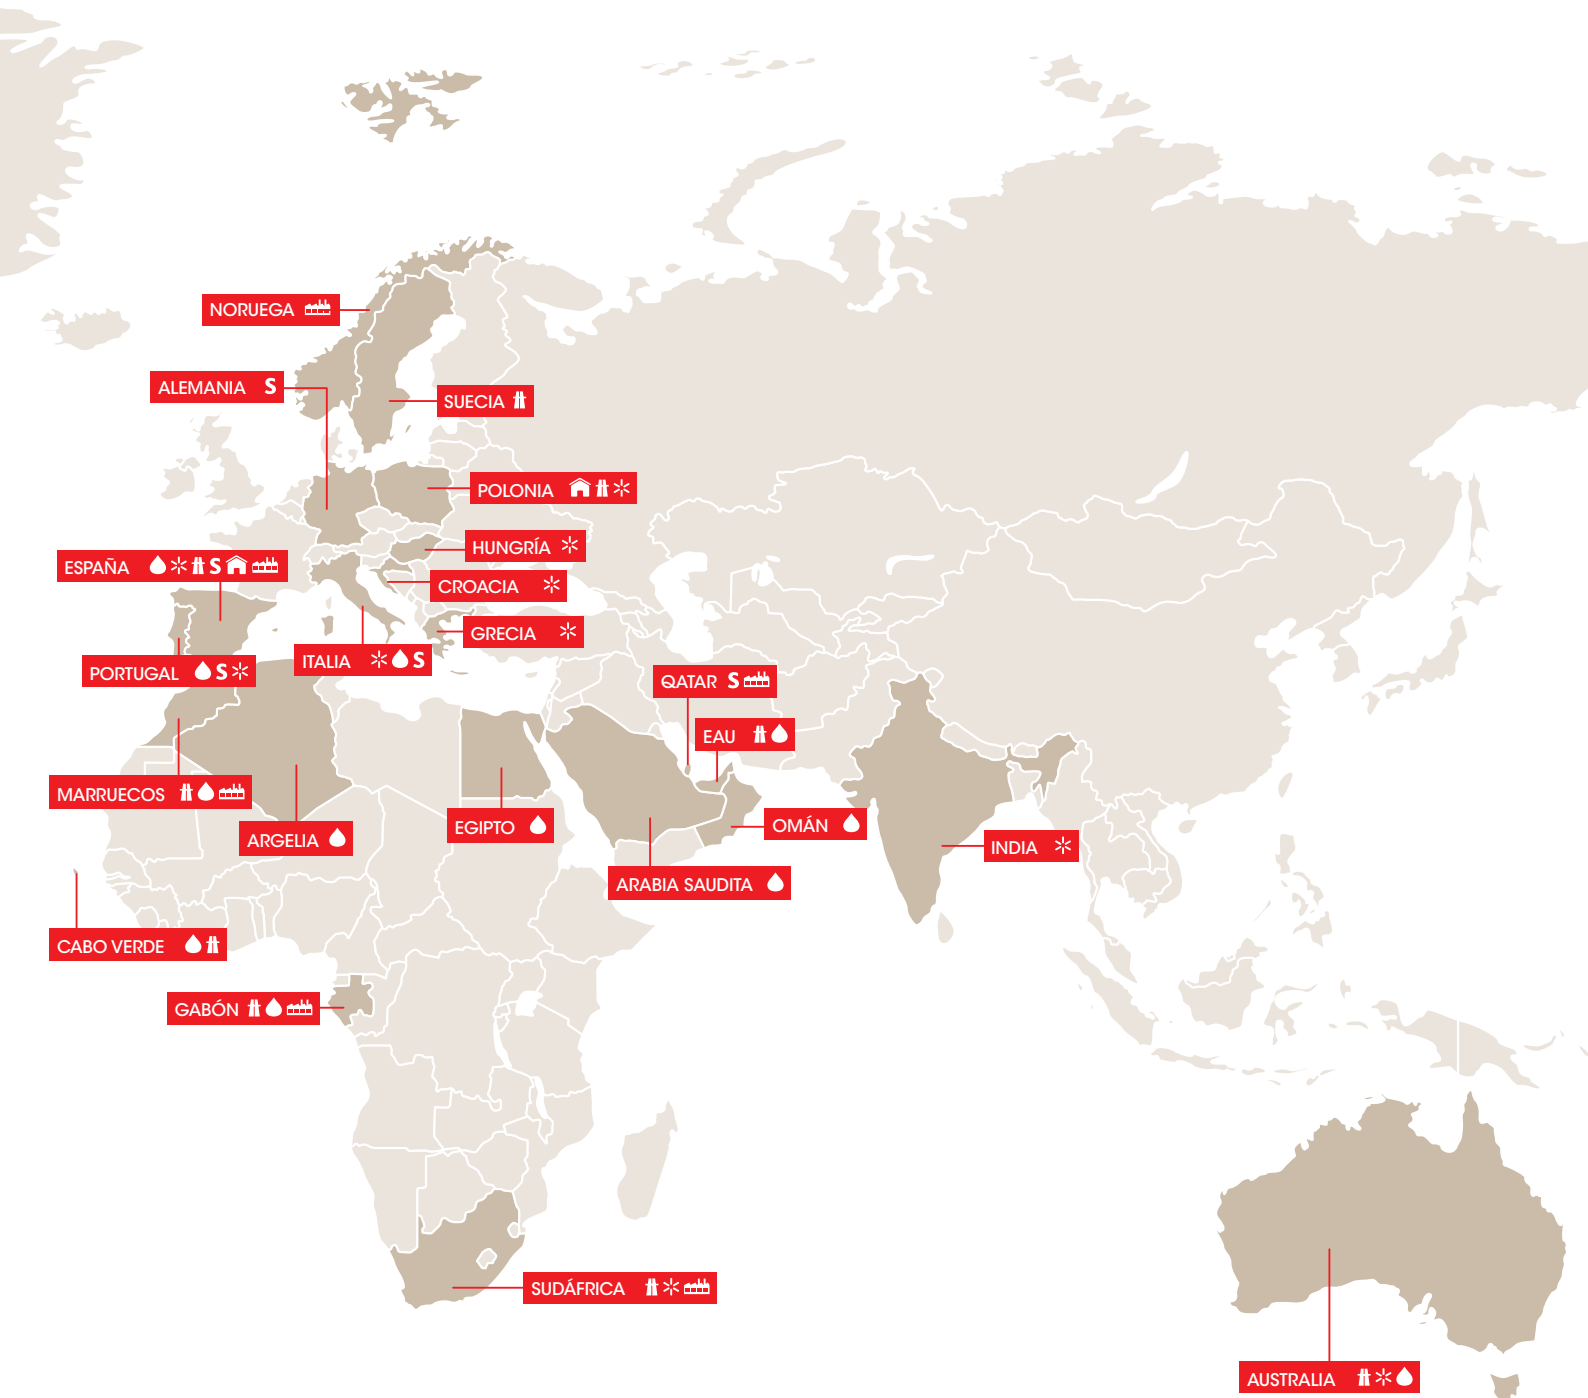 NORUEGA
ALEMANIA S
SUECIA
POLONIA
HUNGRÍA
ESPAÑA S
CROACIA
GRECIA
ITALIA S
PORTUGAL S
QATAR S
EAU
MARRUECOS
EGIPTO
OMÁN
ARGELIA
INDIA
ARABIA SAUDITA
CABO VERDE
GABÓN
SUDÁFRICA
AUSTRALIA